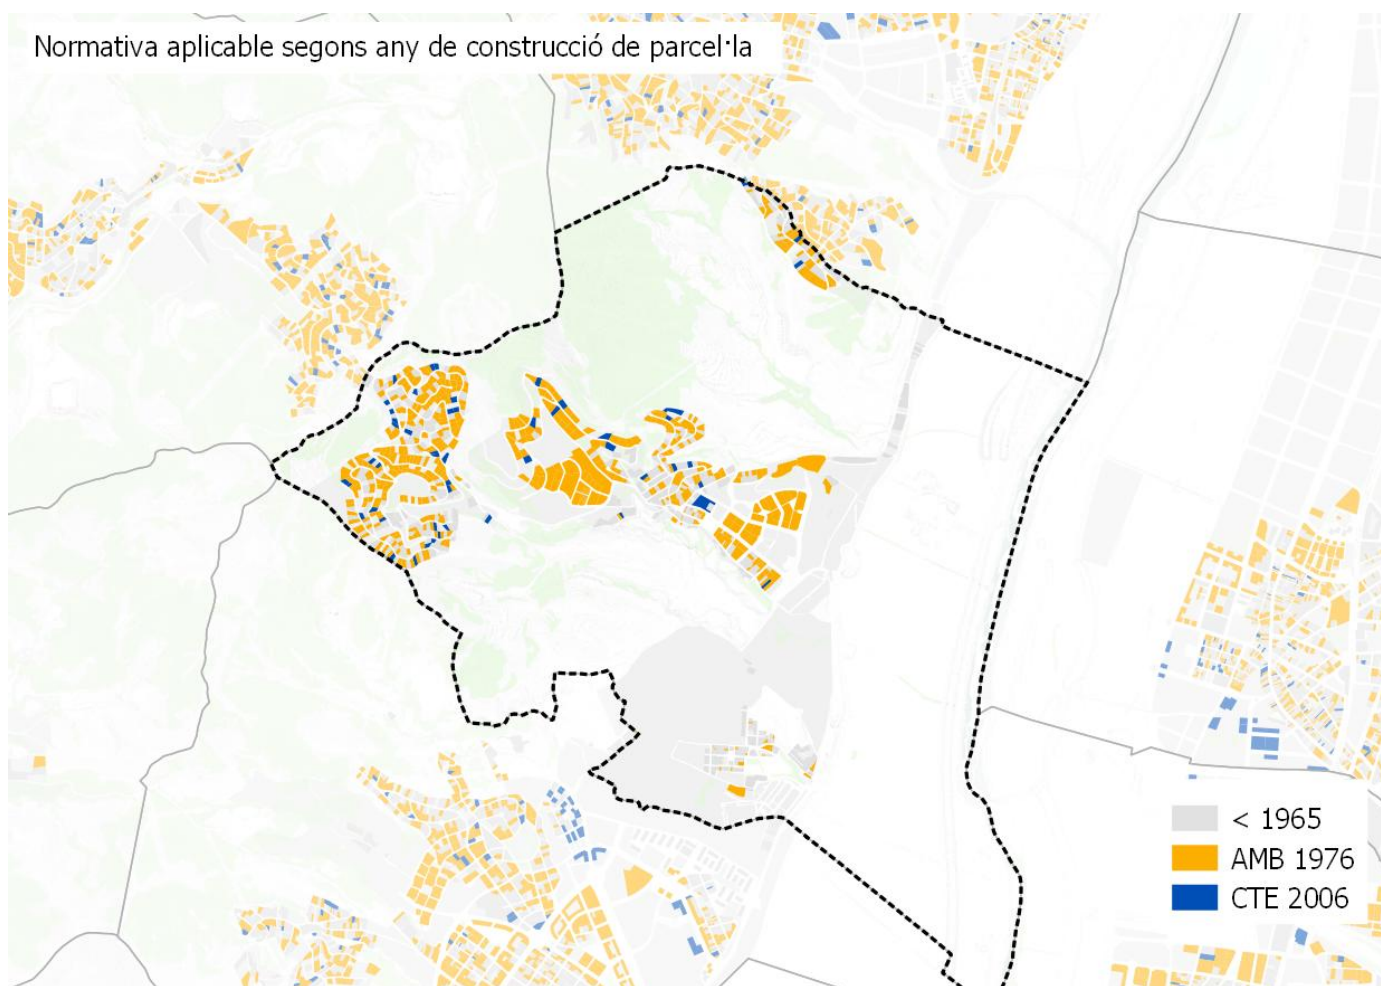 Normativa aplicable segons any de construcció de parcel·la
< 1965
AMB 1976
CTE 2006